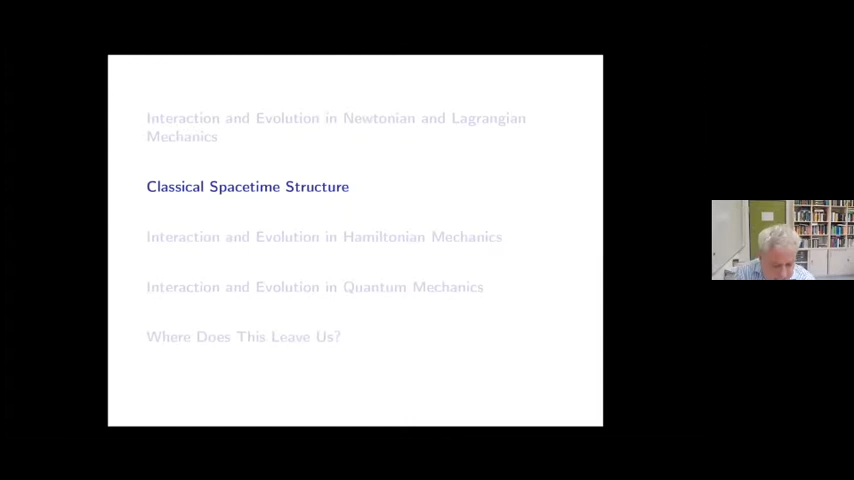 Interaction and Evolution in Newtonian and Lagrangian
Mechanics
Classical Spacetime Structure
Interaction and Evolution in Hamiltonian Mechanics
Interaction and Evolution in Quantum Mechanics
Where Does This Leave Us?